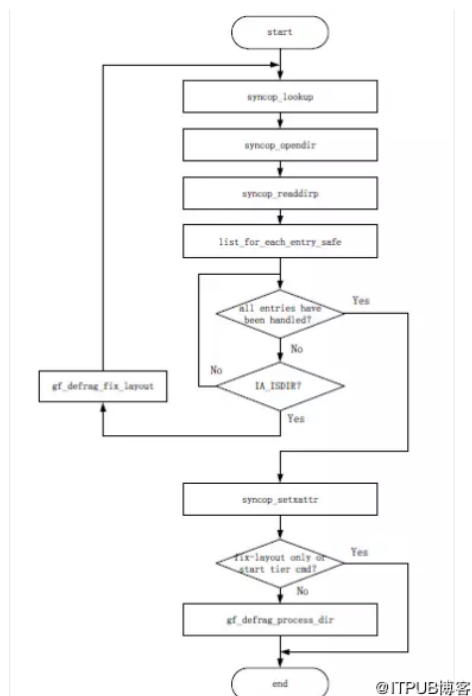 start
syncop_lookup
syncop_opendir
syncop_readdirp
list_for_each_entry_safe
all entries have
been handled?
Yes
No
No
IA_ISDIR?
gf_defrag_fix_layout
Yes
syncop_setxattr
fix-layout only or
start tier cmd?
Yes
No
gf_defrag_process_dir
end
@ITPUB博客